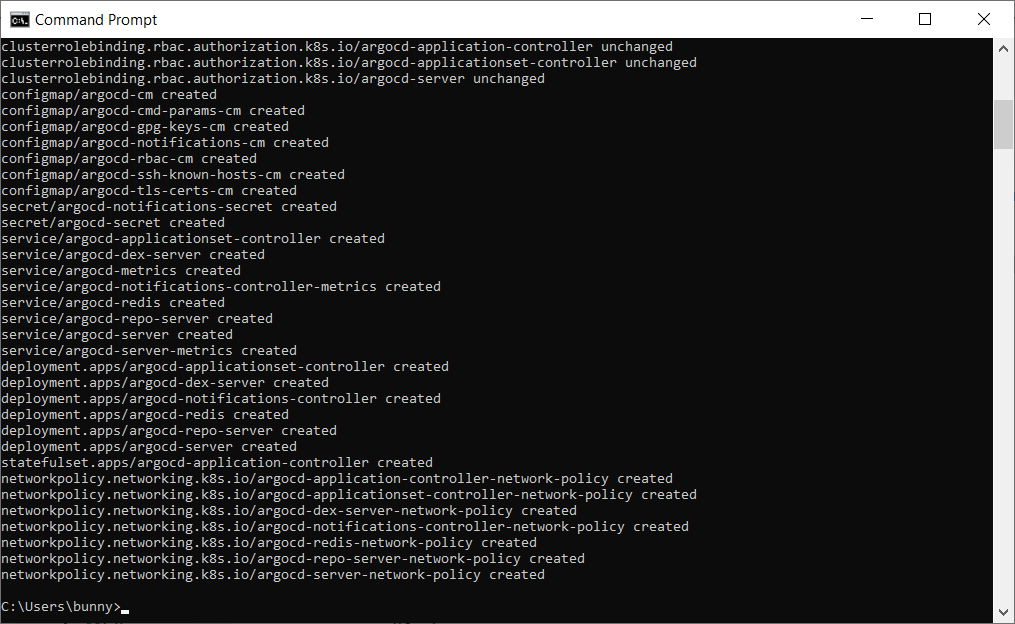 Command Prompt
clusterrolebinding.rbac.authorization.k8s.io/argocd-application-controller unchanged
clusterrolebinding.rbac.authorization.k8s.io/argocd-applicationset-controller unchanged
clusterrolebinding.rbac.authorization.k8s.io/argocd-server unchanged
configmap/argocd-cm created
configmap/argocd-cmd-params-cm created
configmap/argocd-gpg-keys-cm created
configmap/argocd-notifications-cm created
configmap/argocd-rbac-cm created
configmap/argocd-ssh-known-hosts-cm created
configmap/argocd-tls-certs-cm created
secret/argocd-notifications-secret created
secret/argocd-secret created
service/argocd-applicationset-controller created
service/argocd-dex-server created
service/argocd-metrics created
service/argocd-notifications-controller-metrics created
service/argocd-redis created
service/argocd-repo-server created
service/argocd-server created
service/argocd-server-metrics created
deployment.apps/argocd-applicationset-controller created
deployment.apps/argocd-dex-server created
deployment.apps/argocd-notifications-controller created
deployment.apps/argocd-redis created
deployment.apps/argocd-repo-server created
deployment.apps/argocd-server created
statefulset.apps/argocd-application-controller created
networkpolicy.networking.k8s.io/argocd-application-controller-network-policy created
networkpolicy.networking.k8s.io/argocd-applicationset-controller-network-policy created
networkpolicy.networking.k8s.io/argocd-dex-server-network-policy created
networkpolicy.networking.k8s.io/argocd-notifications-controller-network-policy created
networkpolicy.networking.k8s.io/argocd-redis-network-policy created
networkpolicy.networking.k8s.io/argocd-repo-server-network-policy created
networkpolicy.networking.k8s.io/argocd-server-network-policy created
C:\Users\bunny>